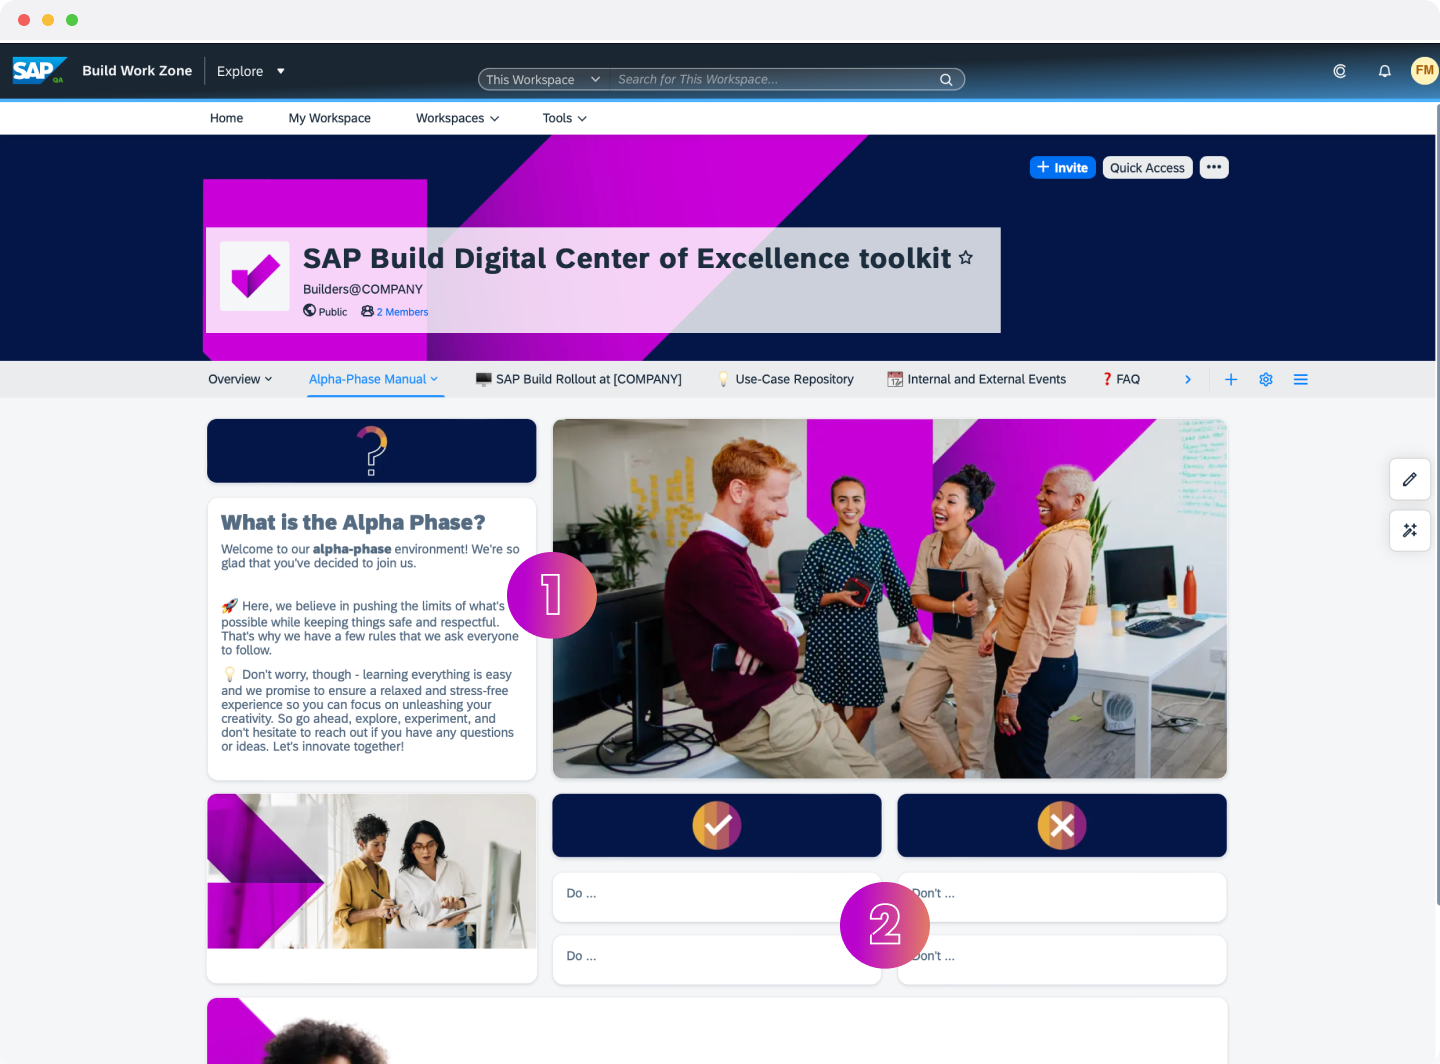 SAP QA Build Work Zone Explore
This Workspace Search for This Workspace... FM
Home My Workspace Workspaces Tools
+ Invite Quick Access •••
SAP Build Digital Center of Excellence toolkit
Builders@COMPANY
Public 2 Members
Overview Alpha-Phase Manual SAP Build Rollout at [COMPANY] Use-Case Repository Internal and External Events ❓ FAQ
?
What is the Alpha Phase?
Welcome to our alpha-phase environment! We're so
glad that you've decided to join us.
🚀 Here, we believe in pushing the limits of what's
possible while keeping things safe and respectful.
That's why we have a few rules that we ask everyone
to follow.
💡 Don't worry, though - learning everything is easy
and we promise to ensure a relaxed and stress-free
experience so you can focus on unleashing your
creativity. So go ahead, explore, experiment, and
don't hesitate to reach out if you have any questions
or ideas. Let's innovate together!
1
Do ...
Don't ...
2
Do ...
Don't ...